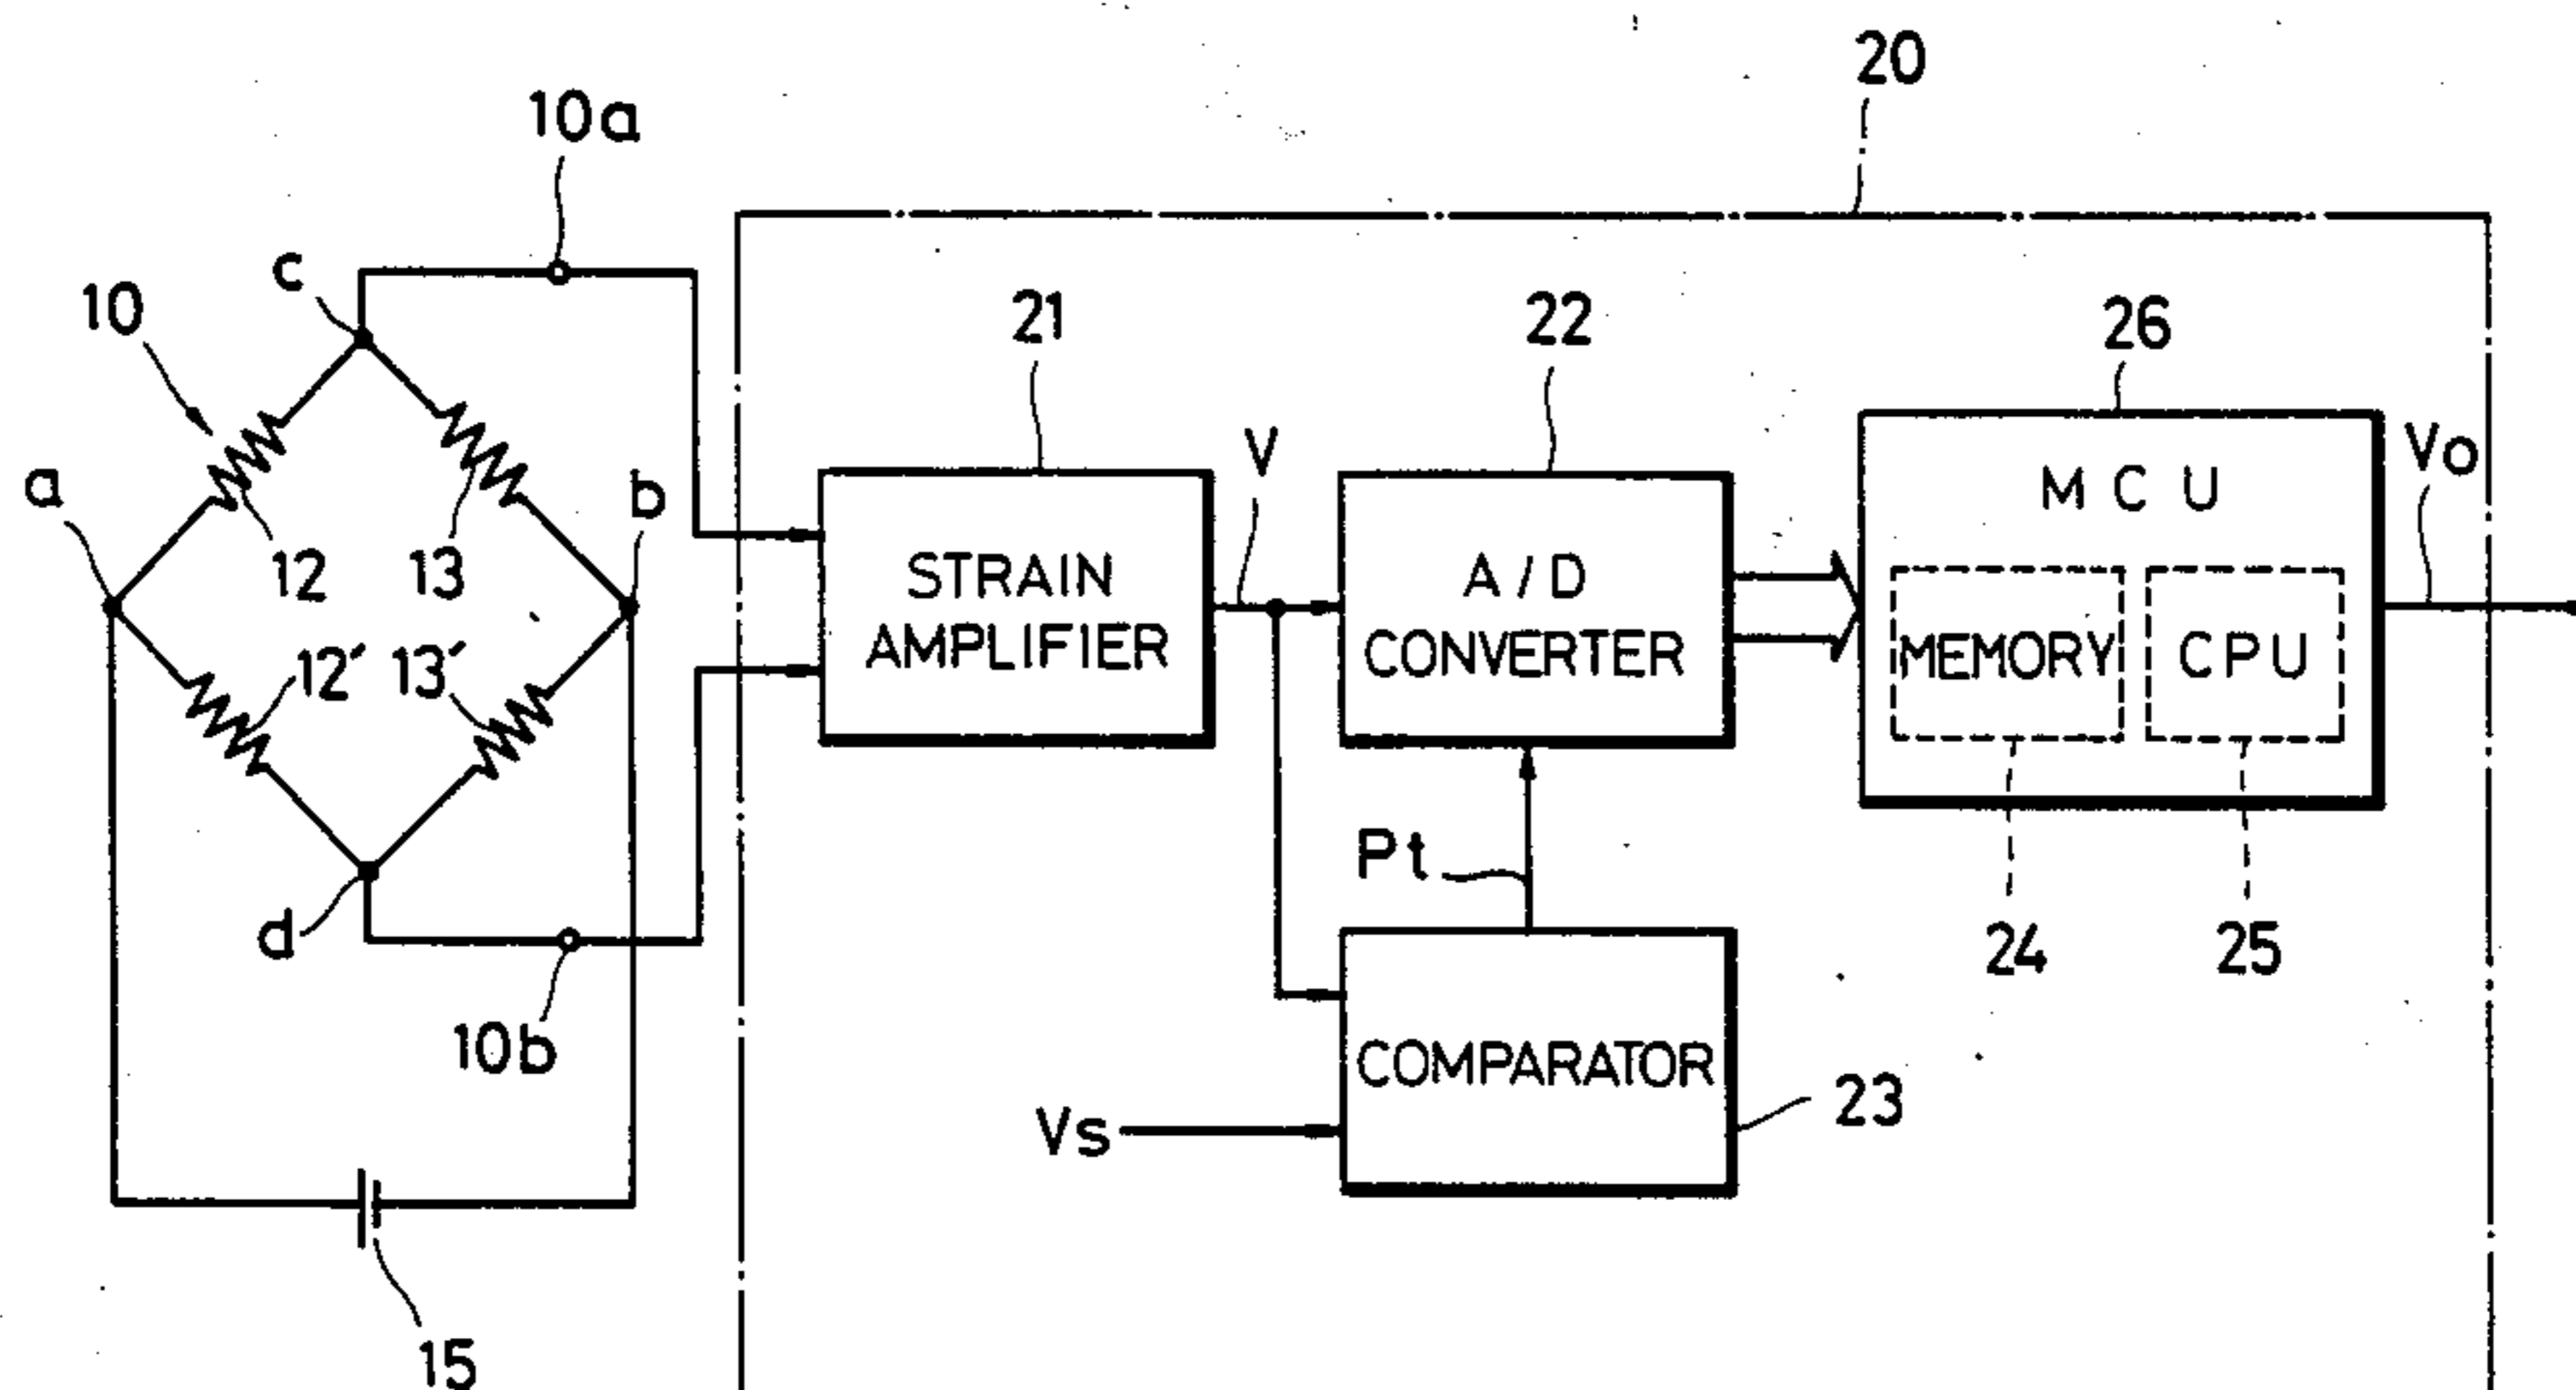 20
10a
c
10
21
22
26
V
Vo
a
b
M C U
12
13
STRAIN
AMPLIFIER
A/D
CONVERTER
MEMORY
CPU
12′
13′
Pt
d
24
25
10b
COMPARATOR
23
Vs
15